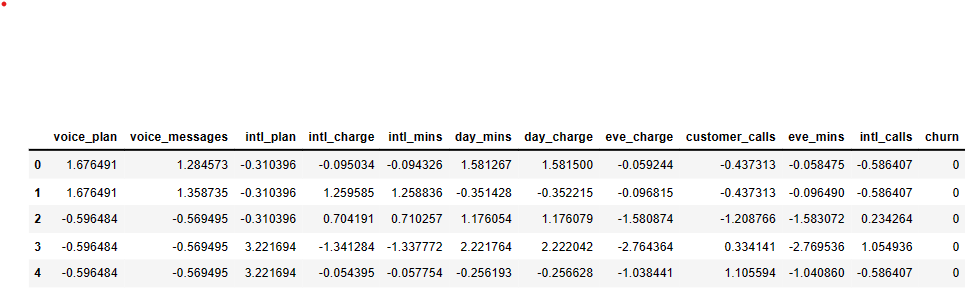 voice_plan voice_messages intl_plan intl_charge intl_mins day_mins day_charge eve_charge customer_calls eve_mins intl_calls churn
0 1.676491 1.284573 -0.310396 -0.095034 -0.094326 1.581267 1.581500 -0.059244 -0.437313 -0.058475 -0.586407 0
1 1.676491 1.358735 -0.310396 1.259585 1.258836 -0.351428 -0.352215 -0.096815 -0.437313 -0.096490 -0.586407 0
2 -0.596484 -0.569495 -0.310396 0.704191 0.710257 1.176054 1.176079 -1.580874 -1.208766 -1.583072 0.234264 0
3 -0.596484 -0.569495 3.221694 -1.341284 -1.337772 2.221764 2.222042 -2.764364 0.334141 -2.769536 1.054936 0
4 -0.596484 -0.569495 3.221694 -0.054395 -0.057754 -0.256193 -0.256628 -1.038441 1.105594 -1.040860 -0.586407 0